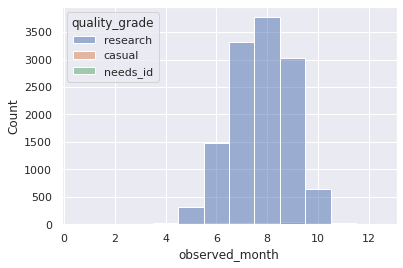 quality_grade
research
casual
needs_id
3500
3000
2500
2000
1500
1000
500
0
Count
0 2 4 6 8 10 12
observed_month